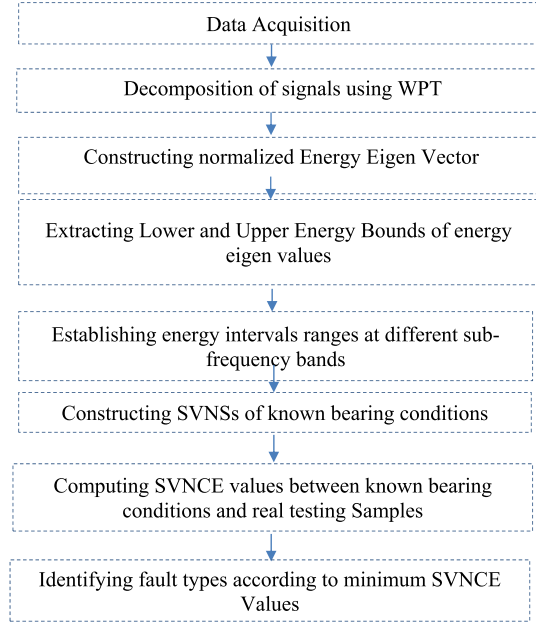 Data Acquisition
Decomposition of signals using WPT
Constructing normalized Energy Eigen Vector
Extracting Lower and Upper Energy Bounds of energy
eigen values
Establishing energy intervals ranges at different sub-
frequency bands
Constructing SVNSs of known bearing conditions
Computing SVNCE values between known bearing
conditions and real testing Samples
Identifying fault types according to minimum SVNCE
Values